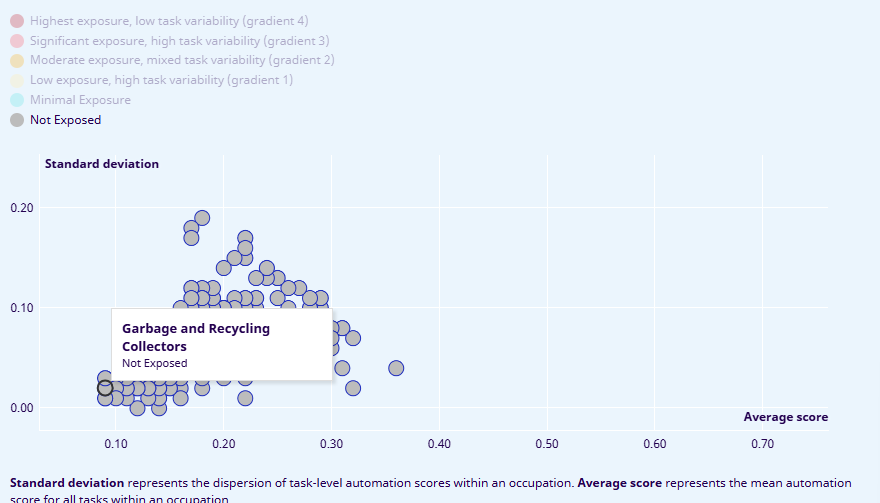 Highest exposure, low task variability (gradient 4)
Significant exposure, high task variability (gradient 3)
Moderate exposure, mixed task variability (gradient 2)
Low exposure, high task variability (gradient 1)
Minimal Exposure
Not Exposed
Standard deviation
0.20
0.10
Garbage and Recycling
Collectors
Not Exposed
0.00
Average score
0.10 0.20 0.30 0.40 0.50 0.60 0.70
Standard deviation represents the dispersion of task-level automation scores within an occupation. Average score represents the mean automation
score for all tasks within an occupation